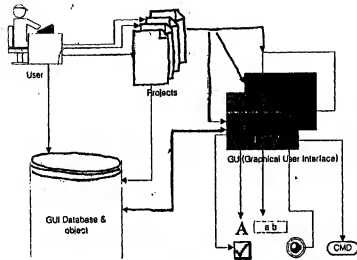 User
Projects
GUI (Graphical User Interface)
GUI Database &
object
A
a b
CMD